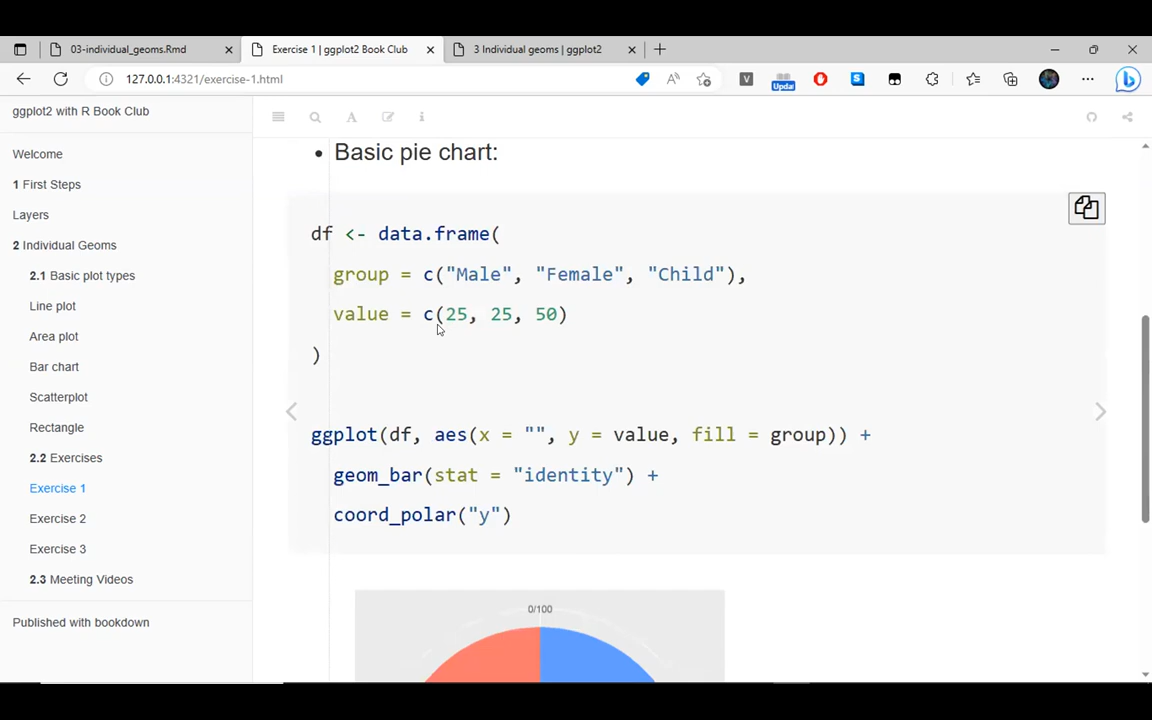 03-individual_geoms.Rmd
Exercise 1 | ggplot2 Book Club
3 Individual geoms | ggplot2
127.0.0.1:4321/exercise-1.html
V
Updat
S
ggplot2 with R Book Club
Welcome
1 First Steps
Layers
2 Individual Geoms
2.1 Basic plot types
Line plot
Area plot
Bar chart
Scatterplot
Rectangle
2.2 Exercises
Exercise 1
Exercise 2
Exercise 3
2.3 Meeting Videos
Published with bookdown
A
i
• Basic pie chart:
df <- data.frame(
group = c("Male", "Female", "Child"),
value = c(25, 25, 50)
)
ggplot(df, aes(x = "", y = value, fill = group)) +
geom_bar(stat = "identity") +
coord_polar("y")
0/100